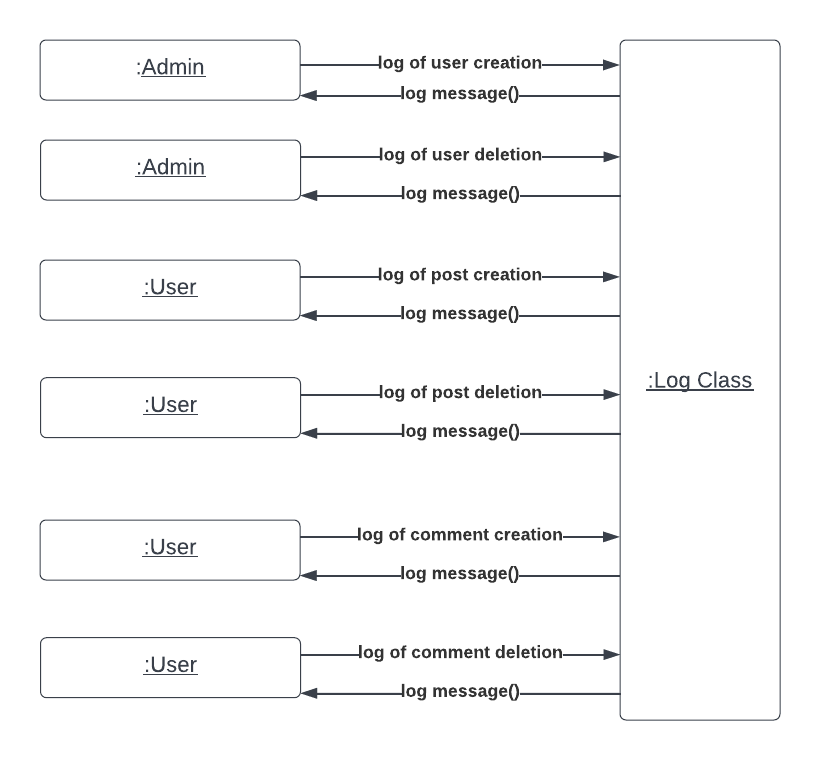 :Admin
log of user creation
log message()
:Admin
log of user deletion
log message()
:User
log of post creation
log message()
:User
log of post deletion
log message()
:Log Class
:User
log of comment creation
log message()
:User
log of comment deletion
log message()